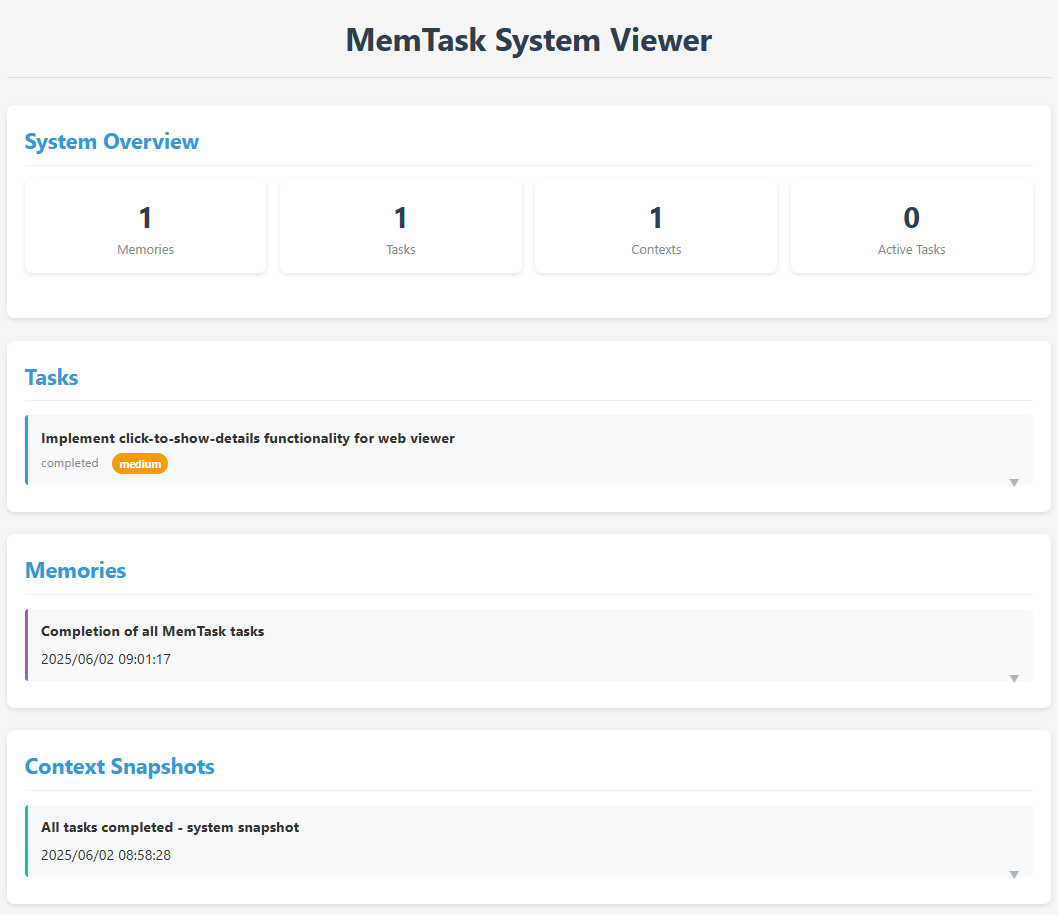 MemTask System Viewer
System Overview
1
Memories
1
Tasks
1
Contexts
0
Active Tasks
Tasks
Implement click-to-show-details functionality for web viewer
completed medium
Memories
Completion of all MemTask tasks
2025/06/02 09:01:17
Context Snapshots
All tasks completed - system snapshot
2025/06/02 08:58:28